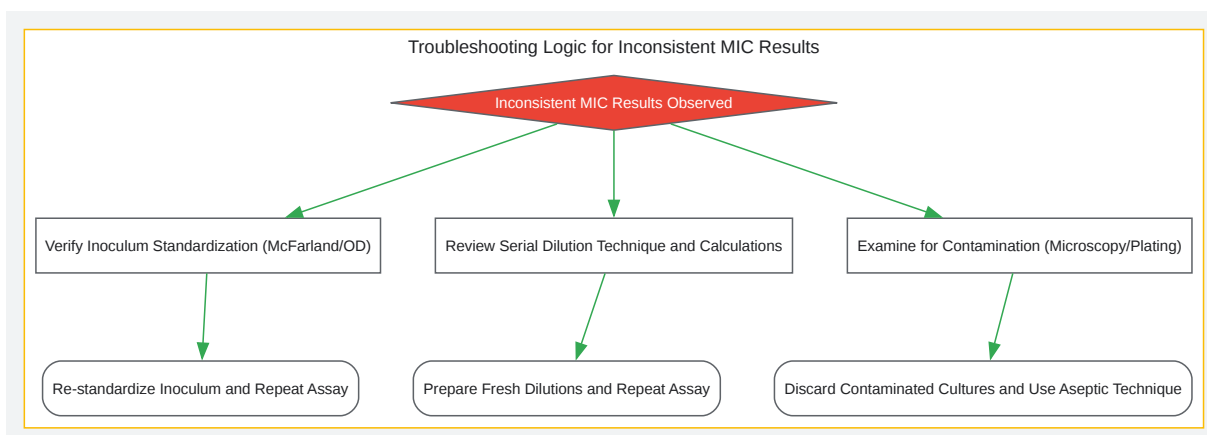 Troubleshooting Logic for Inconsistent MIC Results
Inconsistent MIC Results Observed
Verify Inoculum Standardization (McFarland/OD)
Review Serial Dilution Technique and Calculations
Examine for Contamination (Microscopy/Plating)
Re-standardize Inoculum and Repeat Assay
Prepare Fresh Dilutions and Repeat Assay
Discard Contaminated Cultures and Use Aseptic Technique